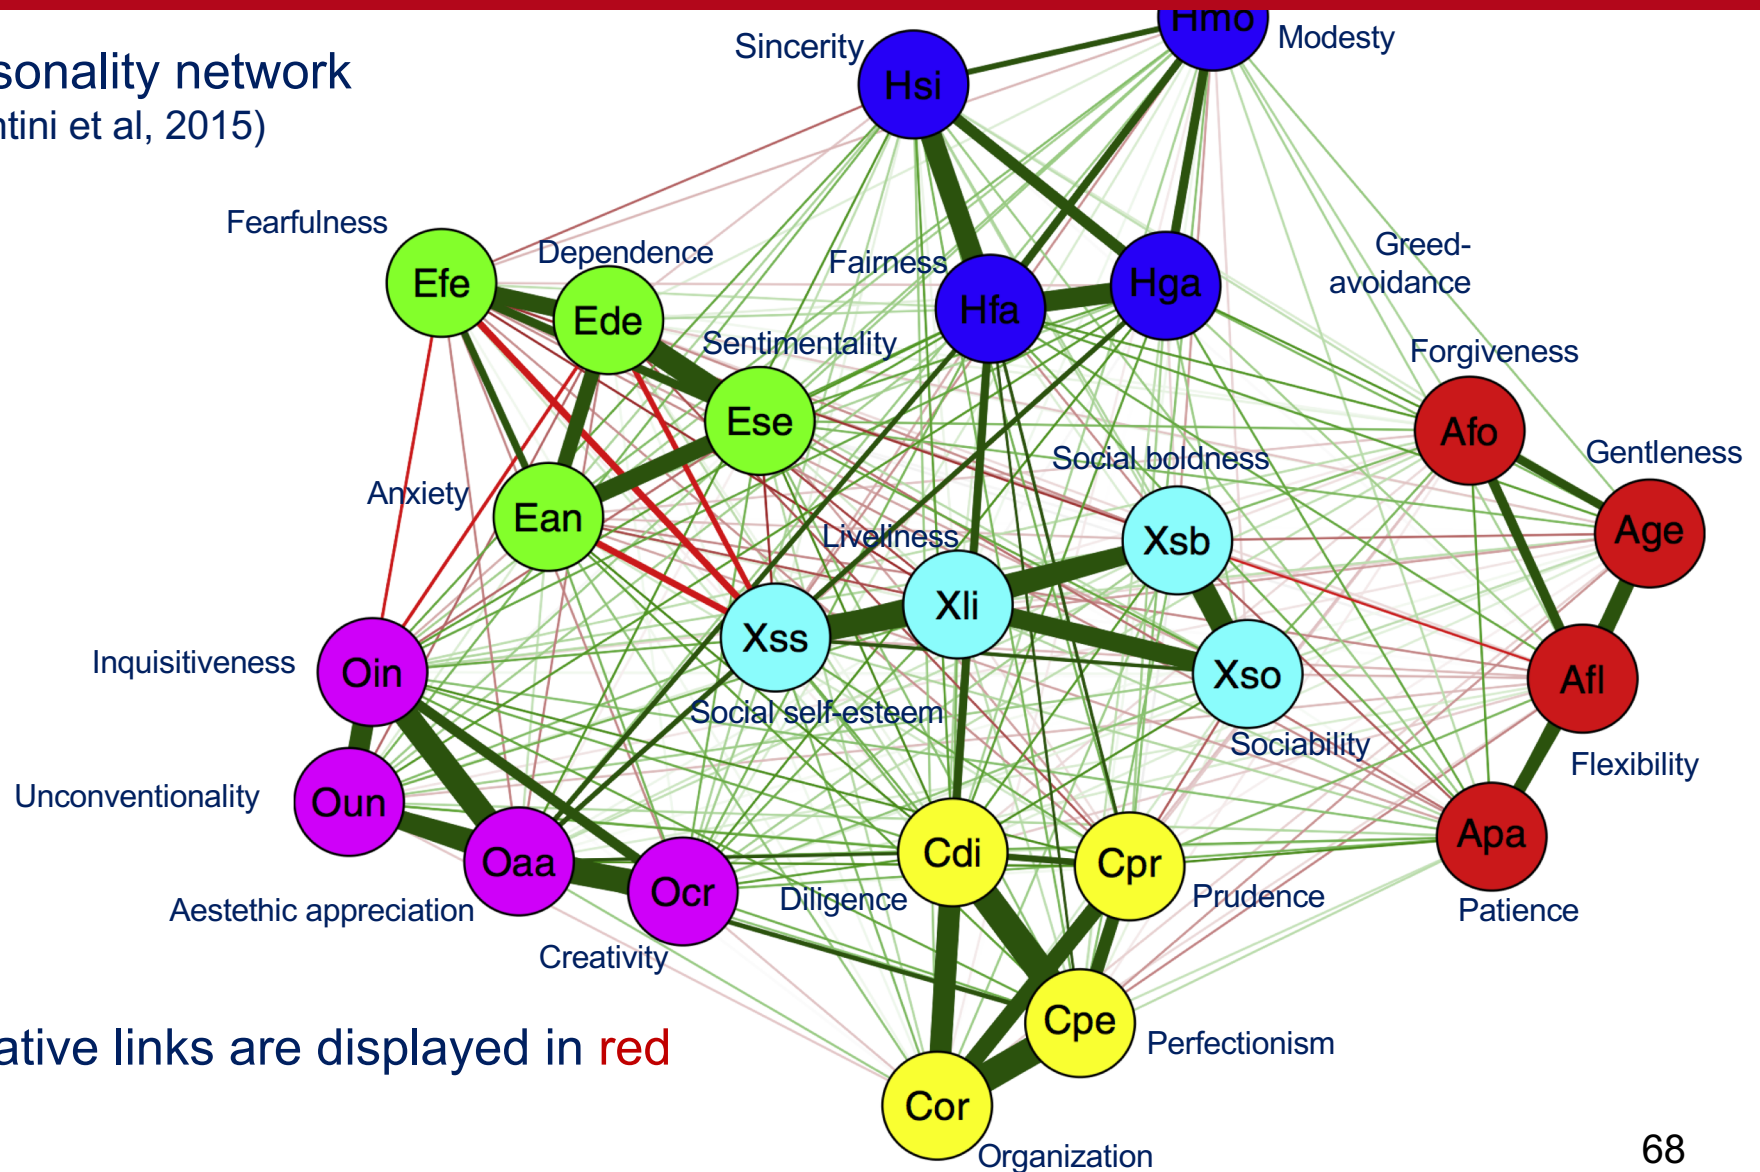 Hmo
Modesty
Sincerity
Hsi
sonality network
ntini et al, 2015)
Fearfulness
Dependence
Fairness
Greed-
avoidance
Efe
Ede
Hfa
Hga
Sentimentality
Forgiveness
Ese
Afo
Social boldness
Gentleness
Anxiety
Ean
Liveliness
Xsb
Age
Xli
Xss
Inquisitiveness
Oin
Xso
Afl
Social self-esteem
Sociability
Flexibility
Unconventionality
Oun
Oaa
Ocr
Cdi
Cpr
Apa
Diligence
Prudence
Patience
Aestethic appreciation
Creativity
Cpe
Perfectionism
ative links are displayed in red
Cor
Organization
68